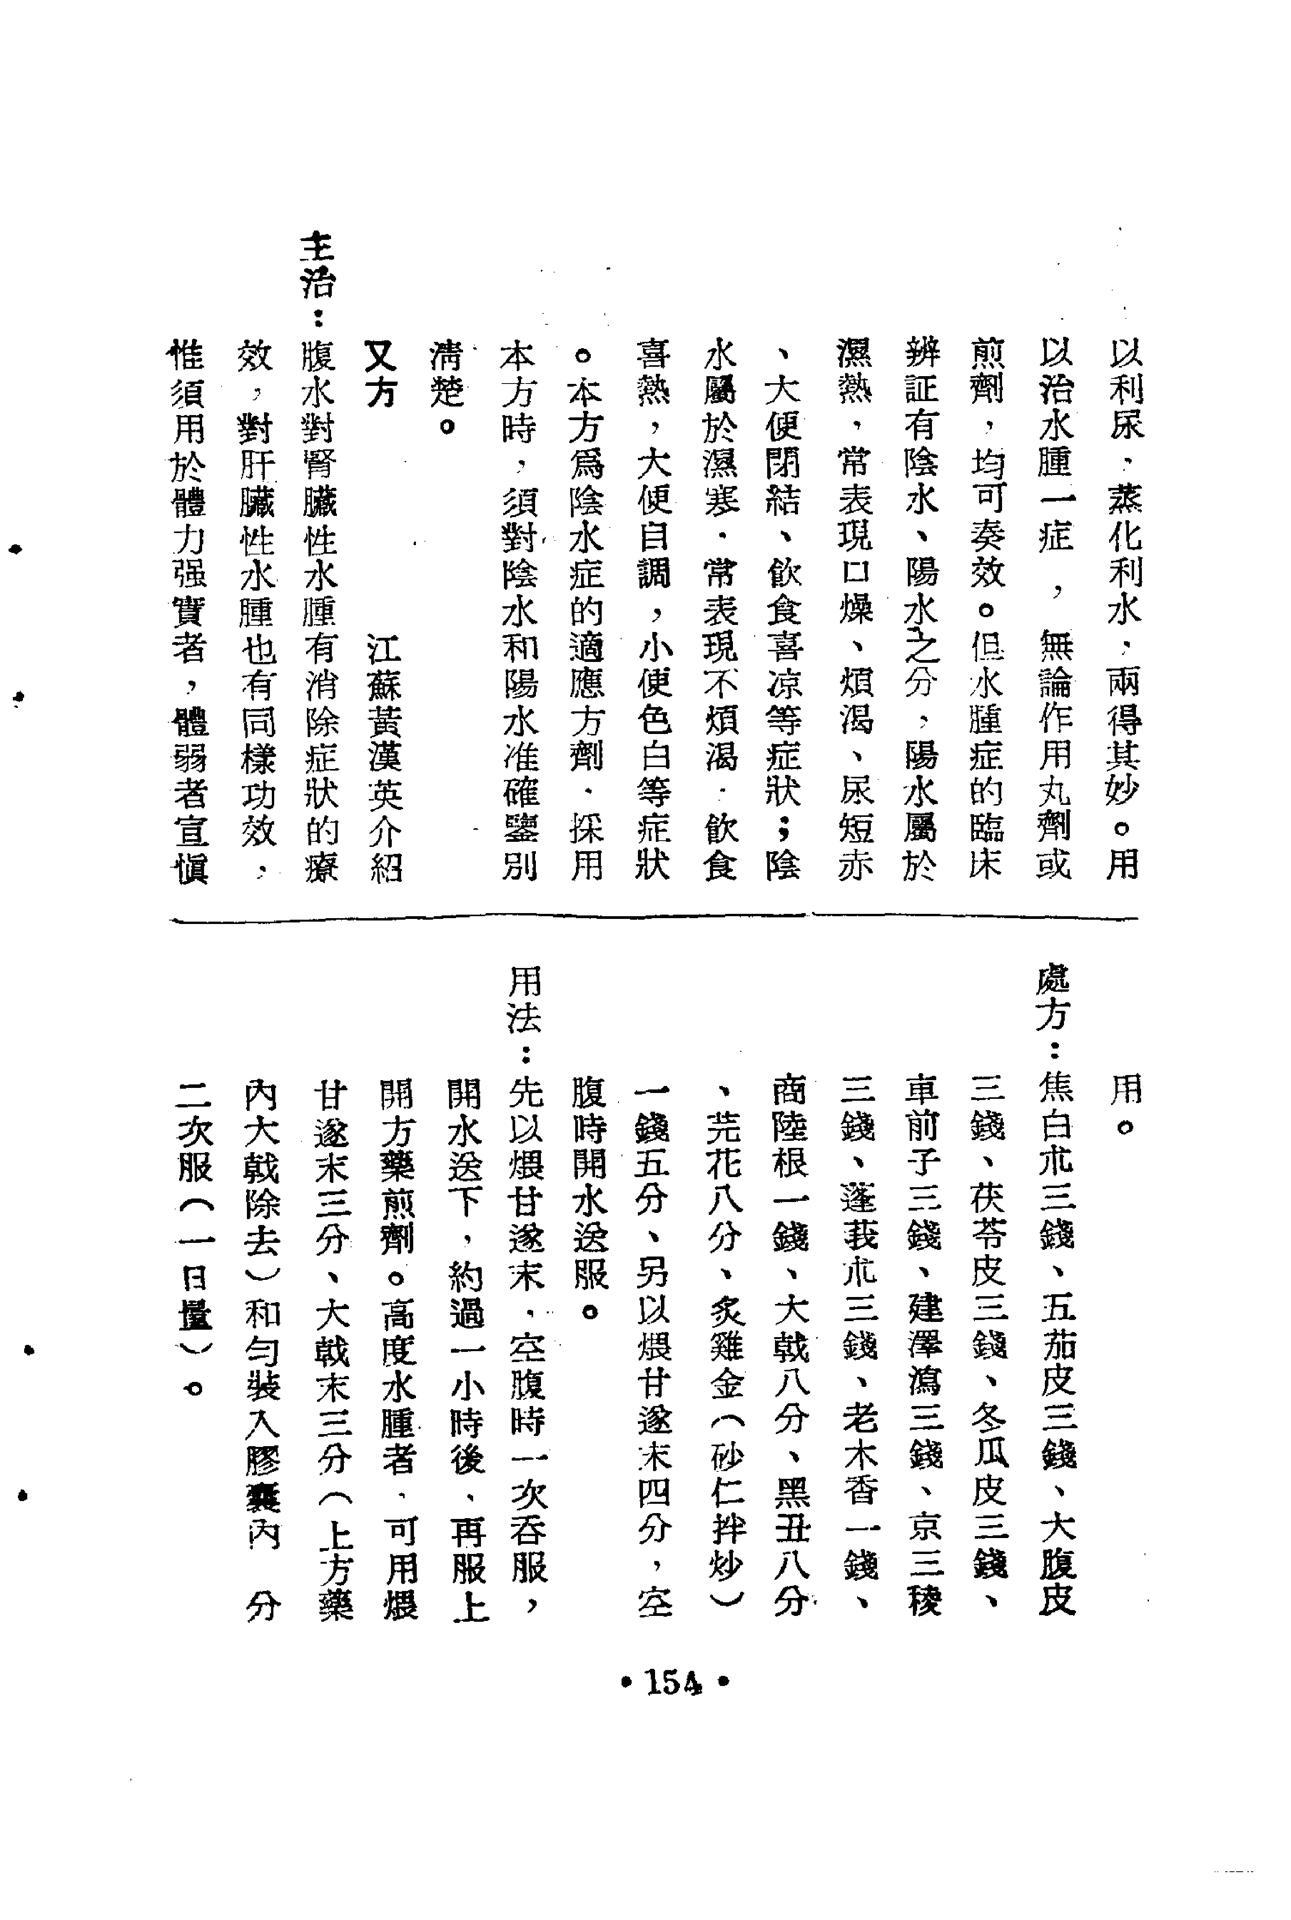 以利尿，蒸化利水，兩得其妙。用
以治水腫一症，無論作用丸劑或
煎劑，均可奏效。但水腫症的臨床
辨証有陰水、陽水之分，陽水屬於
濕熱，常表現口燥、煩渴、尿短赤
、大便閉結、飲食喜凉等症狀；陰
水屬於濕寒．常表現不煩渴．飲食
喜熱，大便自調，小便色白等症狀
。本方爲陰水症的適應方劑．採用
本方時，須對陰水和陽水准確鑒別
清楚。
又方　江蘇黃漢英介紹
主治：腹水對腎臟性水腫有消除症狀的療
效，對肝臟性水腫也有同樣功效，
惟須用於體力强實者，體弱者宣愼
用。
處方：焦白朮三錢、五茄皮三錢、大腹皮
三錢、茯苓皮三錢、冬瓜皮三錢、
車前子三錢、建澤瀉三錢、京三稜
三錢、蓬莪朮三錢、老木香一錢、
商陸根一錢、大戟八分、黑丑八分
、芫花八分、炙雞金（砂仁拌炒）
一錢五分、另以煨甘遂末四分，空
腹時開水送服。
用法：先以煨甘遂末．空腹時一次吞服，
開水送下，約過一小時後、再服上
開方藥煎劑。高度水腫者、可用煨
甘遂末三分、大戟末三分（上方藥
內大戟除去）和勻裝入膠囊內　分
二次服（一日量）。
•154•